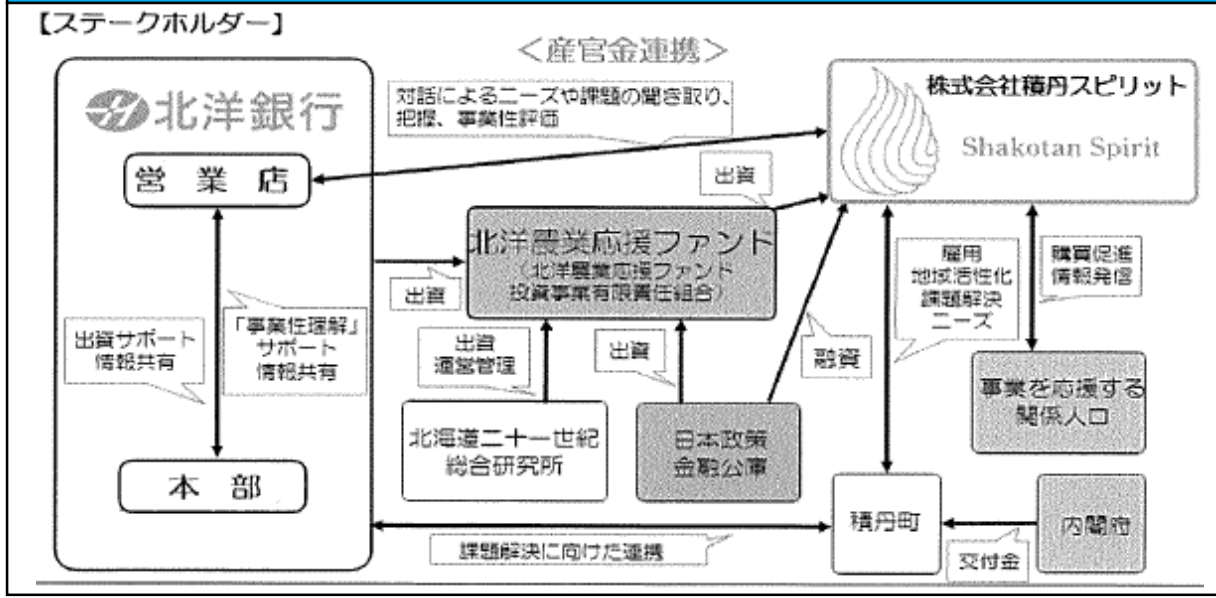 【ステークホルダー】
＜産官金連携＞
北洋銀行
営業店
対話によるニーズや課題の聞き取り、
把握、事業性評価
株式会社積丹スピリット
Shakotan Spirit
出資
北洋農業応援ファンド
（北洋農業応援ファンド
投資事業有限責任組合）
出資
雇用
地域活性化
課題解決
ニーズ
購買促進
情報発信
出資サポート
情報共有
「事業性理解」
サポート
情報共有
出資
運営管理
出資
融資
事業を応援する
関係人口
北海道二十一世紀
総合研究所
日本政策
金融公庫
本部
積丹町
内閣府
課題解決に向けた連携
交付金